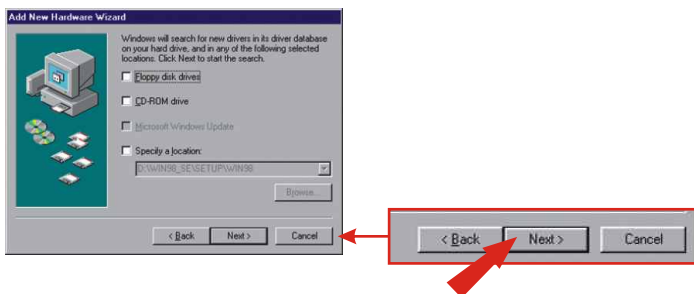 Add New Hardware Wizard
Windows will search for new drivers in its driver database
on your hard drive, and in any of the following selected
locations. Click Next to start the search.
Floppy disk drives
CD-ROM drive
Microsoft Windows Update
Specify a location:
D:\WIN98_SE\SETUP\WIN98
Browse...
< Back Next > Cancel
< Back Next > Cancel